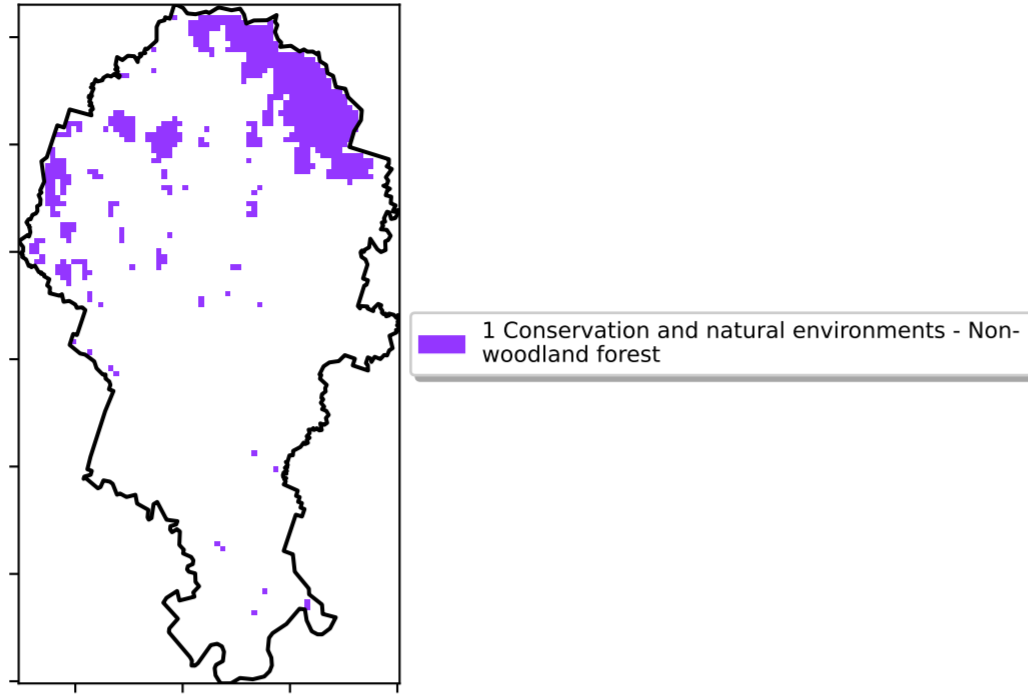 1 Conservation and natural environments - Non-
woodland forest